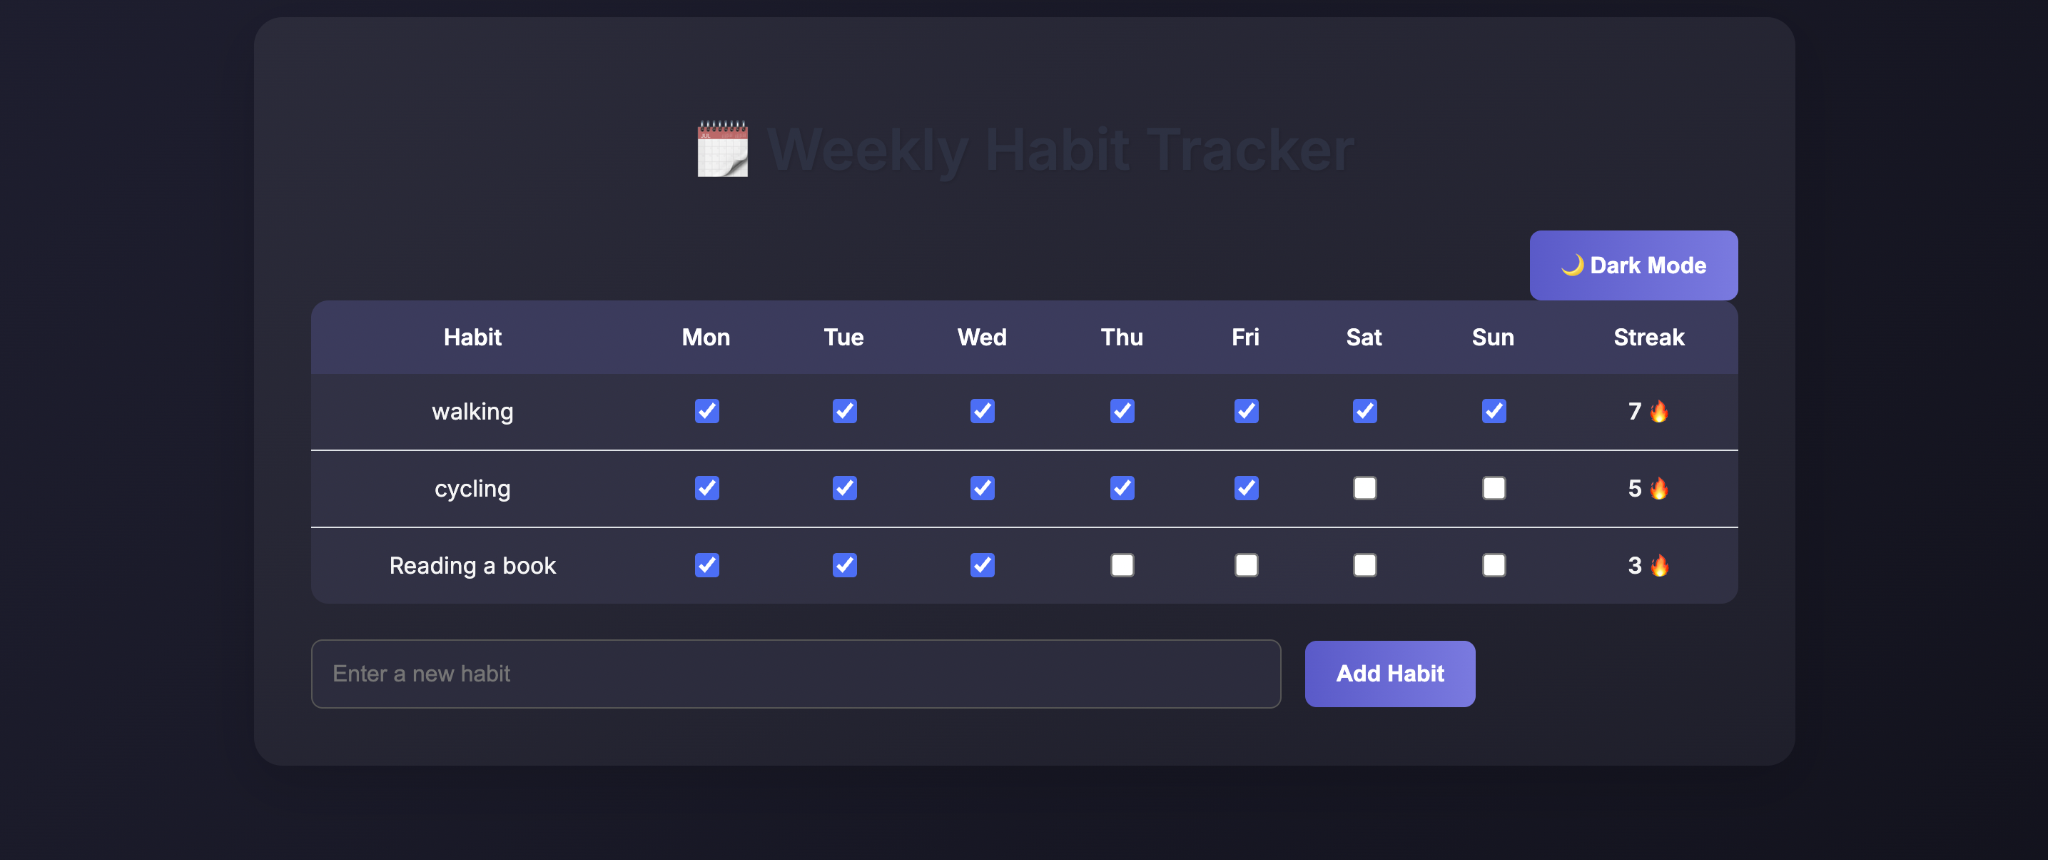 Weekly Habit Tracker
🌙 Dark Mode
Habit Mon Tue Wed Thu Fri Sat Sun Streak
walking 7 🔥
cycling 5 🔥
Reading a book 3 🔥
Enter a new habit Add Habit